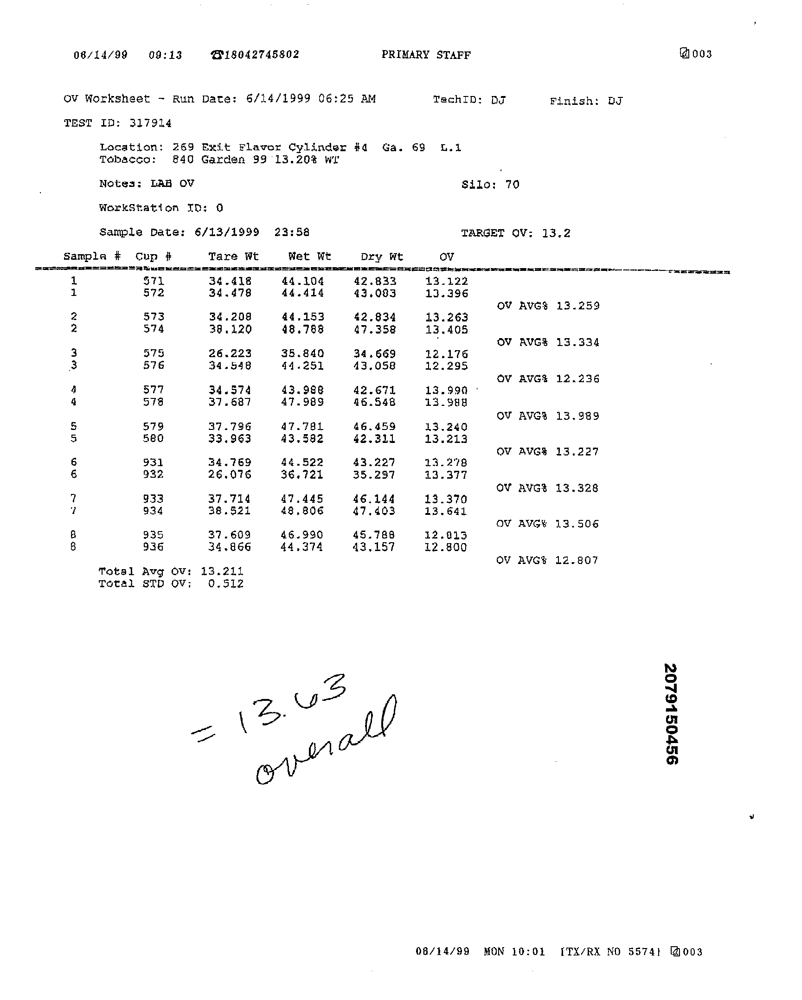 06/14/99 09:13 ☎18042745802 PRIMARY STAFF 003
OV Worksheet - Run Date: 6/14/1999 06:25 AM TechID: DJ Finish: DJ
TEST ID: 317914
Location: 269 Exit Flavor Cylinder #4 Ga. 69 L.1
Tobacco: 840 Garden 99 13.20% WT
Notes: LAB OV Silo: 70
WorkStation ID: 0
Sample Date: 6/13/1999 23:58 TARGET OV: 13.2
Sample # Cup # Tare Wt Wet Wt Dry Wt OV
1 571 34.418 44.104 42.833 13.122
1 572 34.478 44.414 43.083 13.396
OV AVG% 13.259
2 573 34.208 44.153 42.834 13.263
2 574 38.120 48.788 47.358 13.405
OV AVG% 13.334
3 575 26.223 35.840 34.669 12.176
3 576 34.548 44.251 43.058 12.295
OV AVG% 12.236
4 577 34.574 43.988 42.671 13.990
4 578 37.687 47.989 46.548 13.988
OV AVG% 13.989
5 579 37.796 47.781 46.459 13.240
5 580 33.963 43.582 42.311 13.213
OV AVG% 13.227
6 931 34.769 44.522 43.227 13.278
6 932 26.076 36.721 35.297 13.377
OV AVG% 13.328
7 933 37.714 47.445 46.144 13.370
7 934 38.521 48.806 47.403 13.641
OV AVG% 13.506
8 935 37.609 46.990 45.788 12.813
8 936 34.866 44.374 43.157 12.800
OV AVG% 12.807
Total Avg OV: 13.211
Total STD OV: 0.512
= 13.63
overall
2079150456
06/14/99 MON 10:01 [TX/RX NO 5574] 003